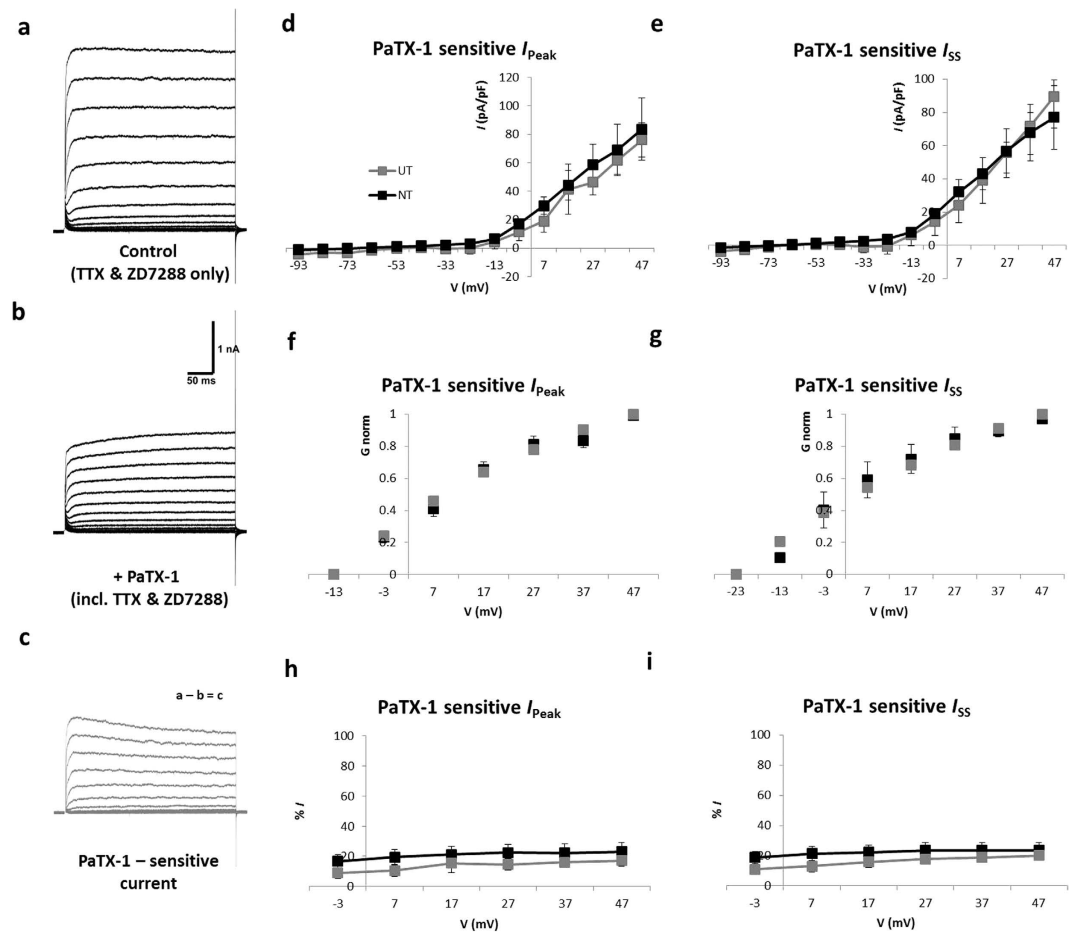 a
Control
(TTX & ZD7288 only)
b
1 nA
50 ms
+ PaTX-1
(incl. TTX & ZD7288)
c
a – b = c
PaTX-1 – sensitive
current
d
PaTX-1 sensitive IPeak
I (pA/pF)
120
100
80
60
40
20
0
-20
UT
NT
-93 -73 -53 -33 -13 7 27 47
V (mV)
e
PaTX-1 sensitive ISS
I (pA/pF)
100
80
60
40
20
0
-20
-93 -73 -53 -33 -13 7 27 47
V (mV)
f
PaTX-1 sensitive IPeak
G norm
1
0.8
0.6
0.4
0.2
0
-13 -3 7 17 27 37 47
V (mV)
g
PaTX-1 sensitive ISS
G norm
1
0.8
0.6
0.4
0.2
0
-23 -13 -3 7 17 27 37 47
V (mV)
h
PaTX-1 sensitive IPeak
% I
100
80
60
40
20
0
-3 7 17 27 37 47
V (mV)
i
PaTX-1 sensitive ISS
% I
100
80
60
40
20
0
-3 7 17 27 37 47
V (mV)